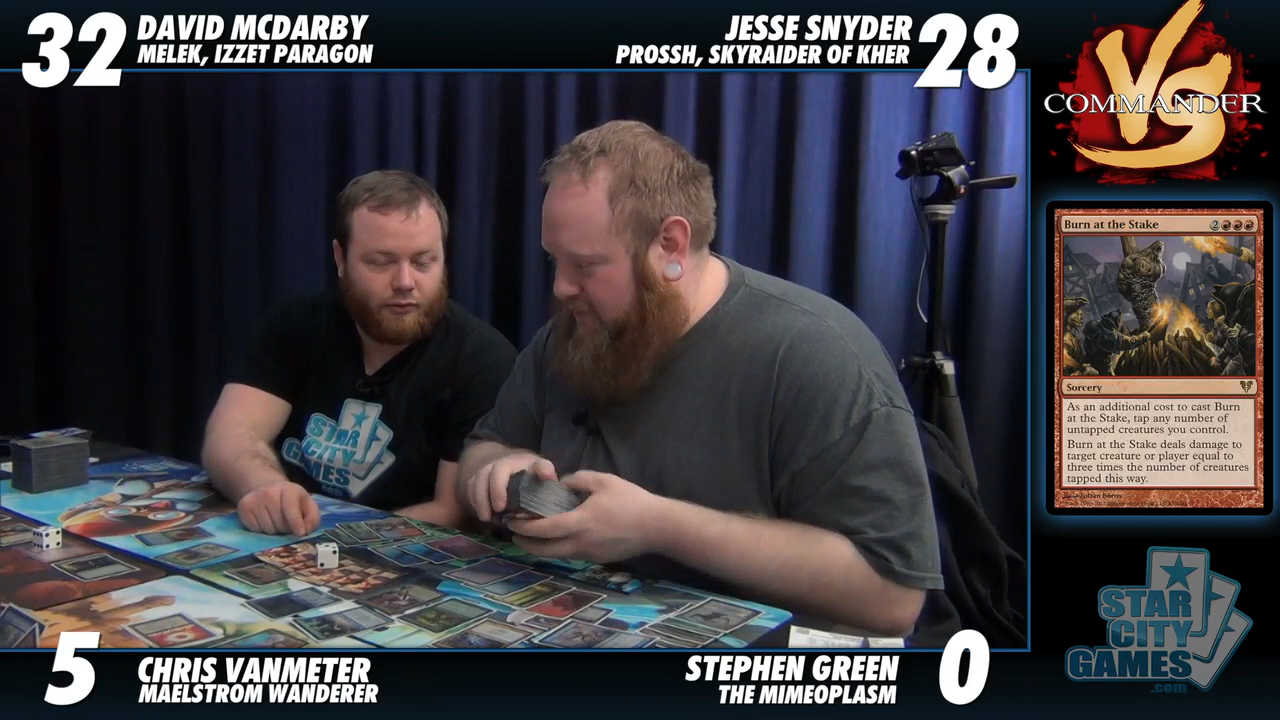 32
DAVID MCDARBY
MELEK, IZZET PARAGON
JESSE SNYDER
PROSSH, SKYRAIDER OF KHER
28
VS
COMMANDER
Burn at the Stake
2
Sorcery
As an additional cost to cast Burn
at the Stake, tap any number of
untapped creatures you control.
Burn at the Stake deals damage to
target creature or player equal to
three times the number of creatures
tapped this way.
STAR
CITY
GAMES
STAR
CITY
GAMES
.com
5
CHRIS VANMETER
MAELSTROM WANDERER
STEPHEN GREEN
THE MIMEOPLASM
0